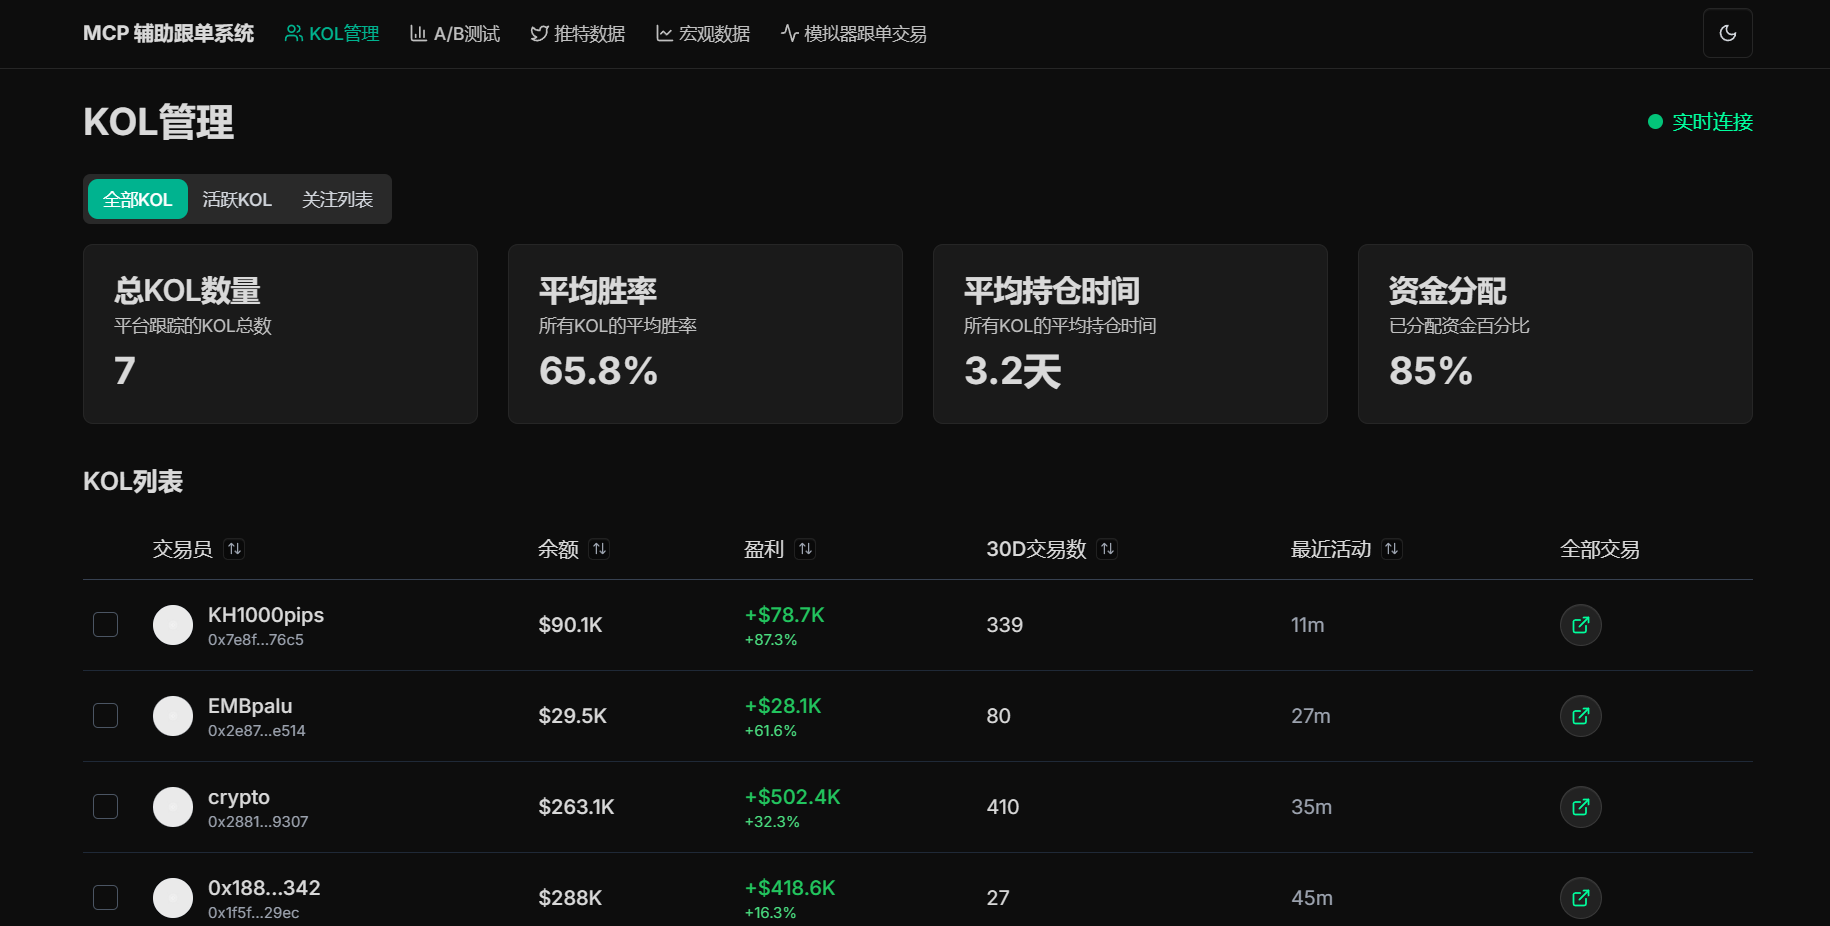 MCP 辅助跟单系统 KOL管理 A/B测试 推特数据 宏观数据 模拟器跟单交易
KOL管理
实时连接
全部KOL 活跃KOL 关注列表
总KOL数量
平台跟踪的KOL总数
7
平均胜率
所有KOL的平均胜率
65.8%
平均持仓时间
所有KOL的平均持仓时间
3.2天
资金分配
已分配资金百分比
85%
KOL列表
交易员 余额 盈利 30D交易数 最近活动 全部交易
KH1000pips
0x7e8f...76c5
$90.1K
+$78.7K
+87.3%
339
11m
EMBpalu
0x2e87...e514
$29.5K
+$28.1K
+61.6%
80
27m
crypto
0x2881...9307
$263.1K
+$502.4K
+32.3%
410
35m
0x188...342
0x1f5f...29ec
$288K
+$418.6K
+16.3%
27
45m